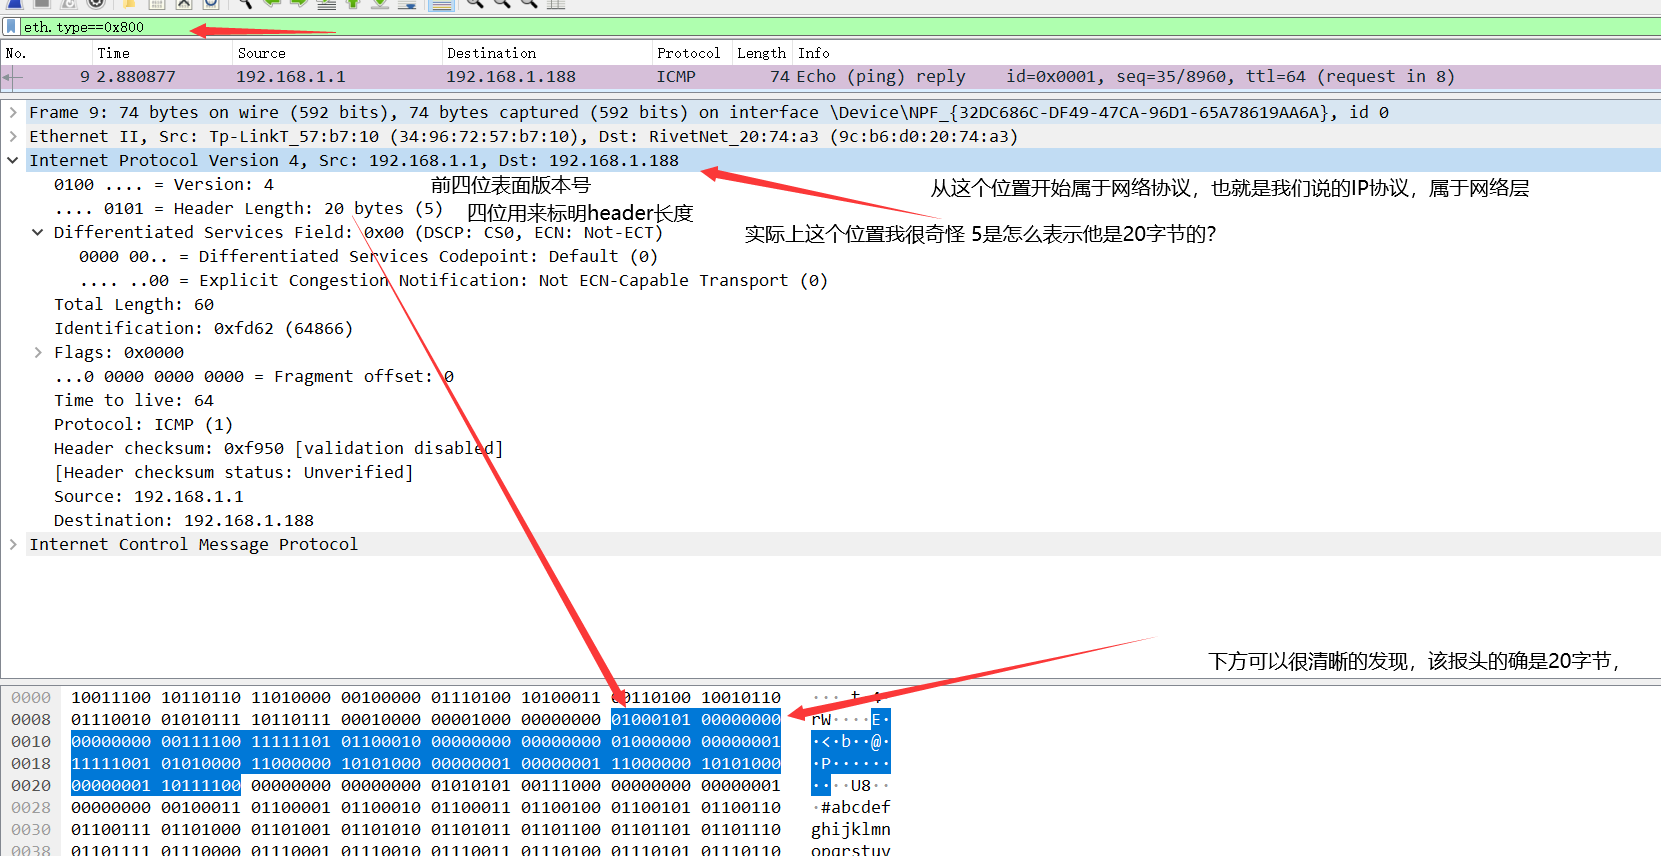 eth.type==0x800
No. Time Source Destination Protocol Length Info
9 2.880877 192.168.1.1 192.168.1.188 ICMP 74 Echo (ping) reply id=0x0001, seq=35/8960, ttl=64 (request in 8)
Frame 9: 74 bytes on wire (592 bits), 74 bytes captured (592 bits) on interface \Device\NPF_{32DC686C-DF49-47CA-96D1-65A78619AA6A}, id 0
Ethernet II, Src: Tp-LinkT_57:b7:10 (34:96:72:57:b7:10), Dst: RivetNet_20:74:a3 (9c:b6:d0:20:74:a3)
Internet Protocol Version 4, Src: 192.168.1.1, Dst: 192.168.1.188
0100 .... = Version: 4 前四位表面版本号 从这个位置开始属于网络协议，也就是我们说的IP协议，属于网络层
.... 0101 = Header Length: 20 bytes (5) 四位用来标明header长度
Differentiated Services Field: 0x00 (DSCP: CS0, ECN: Not-ECT) 实际上这个位置我很奇怪 5是怎么表示他是20字节的？
0000 00.. = Differentiated Services Codepoint: Default (0)
.... ..00 = Explicit Congestion Notification: Not ECN-Capable Transport (0)
Total Length: 60
Identification: 0xfd62 (64866)
Flags: 0x0000
...0 0000 0000 0000 = Fragment offset: 0
Time to live: 64
Protocol: ICMP (1)
Header checksum: 0xf950 [validation disabled]
[Header checksum status: Unverified]
Source: 192.168.1.1
Destination: 192.168.1.188
Internet Control Message Protocol
下方可以很清晰的发现，该报头的确是20字节，
0000 10011100 10110110 11010000 00100000 01110100 10100011 00110100 10010110 ··· t·4·
0008 01110010 01010111 10110111 00010000 00001000 00000000 01000101 00000000 rW····E·
0010 00000000 00111100 11111101 01100010 00000000 00000000 01000000 00000001 ·<·b··@·
0018 11111001 01010000 11000000 10101000 00000001 00000001 11000000 10101000 ·P······
0020 00000001 10111100 00000000 00000000 01010101 00111000 00000000 00000001 ····U8··
0028 00000000 00100011 01100001 01100010 01100011 01100100 01100101 01100110 ·#abcdef
0030 01100111 01101000 01101001 01101010 01101011 01101100 01101101 01101110 ghijklmn
0038 01101111 01110000 01110001 01110010 01110011 01110100 01110101 01110110 opqrstuv